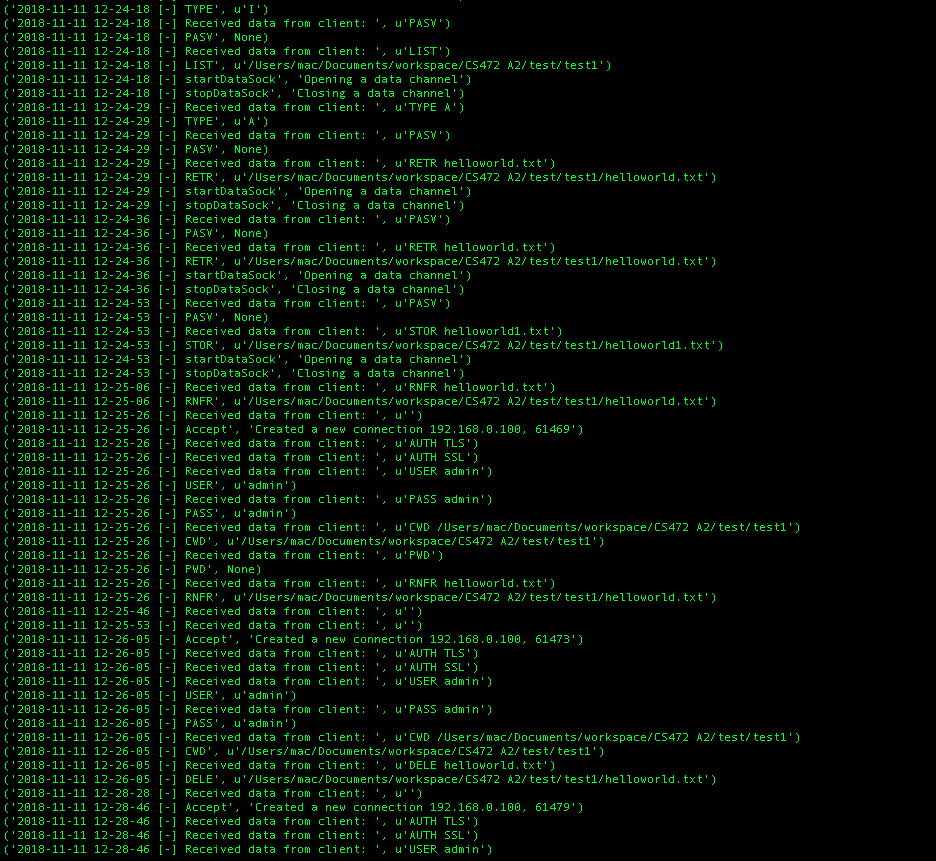 ('2018-11-11 12-24-18 [-] TYPE', u'I')
('2018-11-11 12-24-18 [-] Received data from client: ', u'PASV')
('2018-11-11 12-24-18 [-] PASV', None)
('2018-11-11 12-24-18 [-] Received data from client: ', u'LIST')
('2018-11-11 12-24-18 [-] LIST', u'/Users/mac/Documents/workspace/CS472 A2/test/test1')
('2018-11-11 12-24-18 [-] startDataSock', 'Opening a data channel')
('2018-11-11 12-24-18 [-] stopDataSock', 'Closing a data channel')
('2018-11-11 12-24-29 [-] Received data from client: ', u'TYPE A')
('2018-11-11 12-24-29 [-] TYPE', u'A')
('2018-11-11 12-24-29 [-] Received data from client: ', u'PASV')
('2018-11-11 12-24-29 [-] PASV', None)
('2018-11-11 12-24-29 [-] Received data from client: ', u'RETR helloworld.txt')
('2018-11-11 12-24-29 [-] RETR', u'/Users/mac/Documents/workspace/CS472 A2/test/test1/helloworld.txt')
('2018-11-11 12-24-29 [-] startDataSock', 'Opening a data channel')
('2018-11-11 12-24-29 [-] stopDataSock', 'Closing a data channel')
('2018-11-11 12-24-36 [-] Received data from client: ', u'PASV')
('2018-11-11 12-24-36 [-] PASV', None)
('2018-11-11 12-24-36 [-] Received data from client: ', u'RETR helloworld.txt')
('2018-11-11 12-24-36 [-] RETR', u'/Users/mac/Documents/workspace/CS472 A2/test/test1/helloworld.txt')
('2018-11-11 12-24-36 [-] startDataSock', 'Opening a data channel')
('2018-11-11 12-24-36 [-] stopDataSock', 'Closing a data channel')
('2018-11-11 12-24-53 [-] Received data from client: ', u'PASV')
('2018-11-11 12-24-53 [-] PASV', None)
('2018-11-11 12-24-53 [-] Received data from client: ', u'STOR helloworld1.txt')
('2018-11-11 12-24-53 [-] STOR', u'/Users/mac/Documents/workspace/CS472 A2/test/test1/helloworld1.txt')
('2018-11-11 12-24-53 [-] startDataSock', 'Opening a data channel')
('2018-11-11 12-24-53 [-] stopDataSock', 'Closing a data channel')
('2018-11-11 12-25-06 [-] Received data from client: ', u'RNFR helloworld.txt')
('2018-11-11 12-25-06 [-] RNFR', u'/Users/mac/Documents/workspace/CS472 A2/test/test1/helloworld.txt')
('2018-11-11 12-25-26 [-] Received data from client: ', u'')
('2018-11-11 12-25-26 [-] Accept', 'Created a new connection 192.168.0.100, 61469')
('2018-11-11 12-25-26 [-] Received data from client: ', u'AUTH TLS')
('2018-11-11 12-25-26 [-] Received data from client: ', u'AUTH SSL')
('2018-11-11 12-25-26 [-] Received data from client: ', u'USER admin')
('2018-11-11 12-25-26 [-] USER', u'admin')
('2018-11-11 12-25-26 [-] Received data from client: ', u'PASS admin')
('2018-11-11 12-25-26 [-] PASS', u'admin')
('2018-11-11 12-25-26 [-] Received data from client: ', u'CWD /Users/mac/Documents/workspace/CS472 A2/test/test1')
('2018-11-11 12-25-26 [-] CWD', u'/Users/mac/Documents/workspace/CS472 A2/test/test1')
('2018-11-11 12-25-26 [-] Received data from client: ', u'PWD')
('2018-11-11 12-25-26 [-] PWD', None)
('2018-11-11 12-25-26 [-] Received data from client: ', u'RNFR helloworld.txt')
('2018-11-11 12-25-26 [-] RNFR', u'/Users/mac/Documents/workspace/CS472 A2/test/test1/helloworld.txt')
('2018-11-11 12-25-46 [-] Received data from client: ', u'')
('2018-11-11 12-25-53 [-] Received data from client: ', u'')
('2018-11-11 12-26-05 [-] Accept', 'Created a new connection 192.168.0.100, 61473')
('2018-11-11 12-26-05 [-] Received data from client: ', u'AUTH TLS')
('2018-11-11 12-26-05 [-] Received data from client: ', u'AUTH SSL')
('2018-11-11 12-26-05 [-] Received data from client: ', u'USER admin')
('2018-11-11 12-26-05 [-] USER', u'admin')
('2018-11-11 12-26-05 [-] Received data from client: ', u'PASS admin')
('2018-11-11 12-26-05 [-] PASS', u'admin')
('2018-11-11 12-26-05 [-] Received data from client: ', u'CWD /Users/mac/Documents/workspace/CS472 A2/test/test1')
('2018-11-11 12-26-05 [-] CWD', u'/Users/mac/Documents/workspace/CS472 A2/test/test1')
('2018-11-11 12-26-05 [-] Received data from client: ', u'DELE helloworld.txt')
('2018-11-11 12-26-05 [-] DELE', u'/Users/mac/Documents/workspace/CS472 A2/test/test1/helloworld.txt')
('2018-11-11 12-28-28 [-] Received data from client: ', u'')
('2018-11-11 12-28-46 [-] Accept', 'Created a new connection 192.168.0.100, 61479')
('2018-11-11 12-28-46 [-] Received data from client: ', u'AUTH TLS')
('2018-11-11 12-28-46 [-] Received data from client: ', u'AUTH SSL')
('2018-11-11 12-28-46 [-] Received data from client: ', u'USER admin')